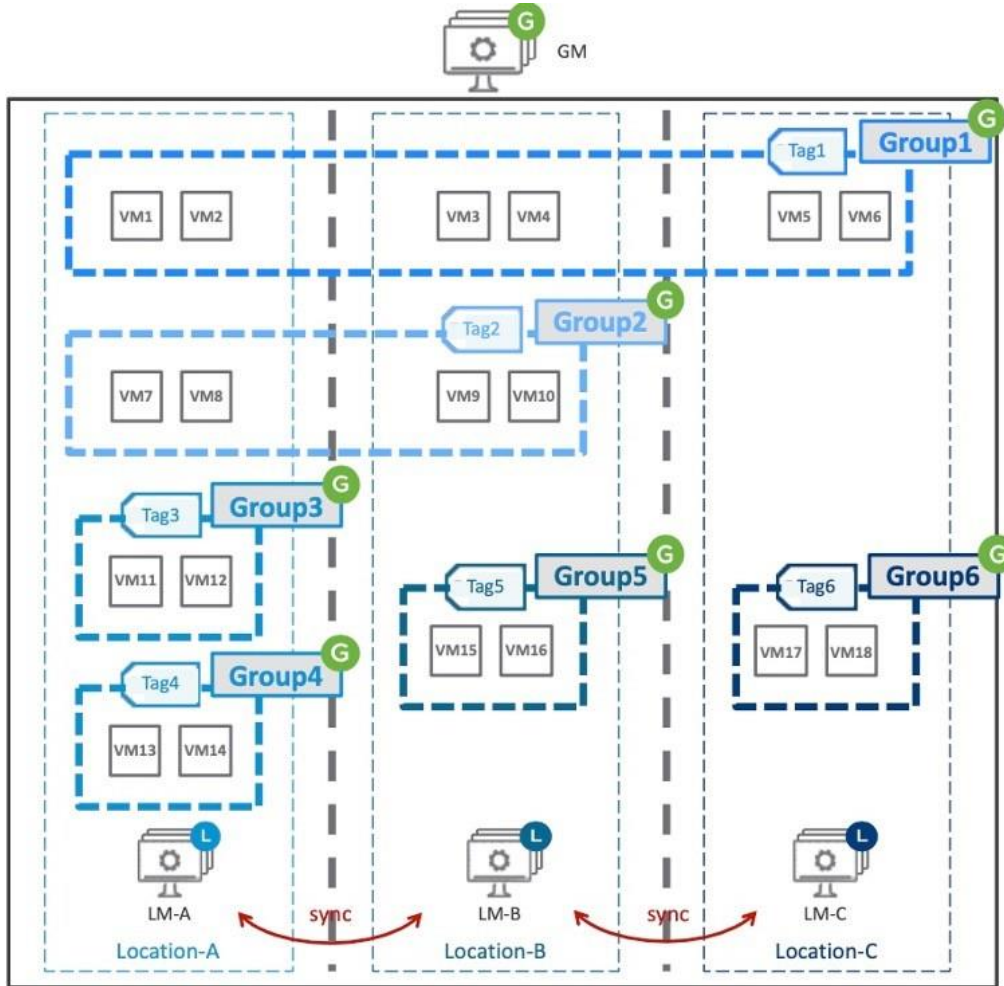 G
GM
G
Tag1
Group1
VM1 VM2 VM3 VM4 VM5 VM6
G
Tag2
Group2
VM7 VM8 VM9 VM10
G
Tag3
Group3
VM11 VM12
G
Tag5
Group5
G
Tag6
Group6
VM15 VM16 VM17 VM18
G
Tag4
Group4
VM13 VM14
L
L
L
LM-A
sync
LM-B
sync
LM-C
Location-A
Location-B
Location-C